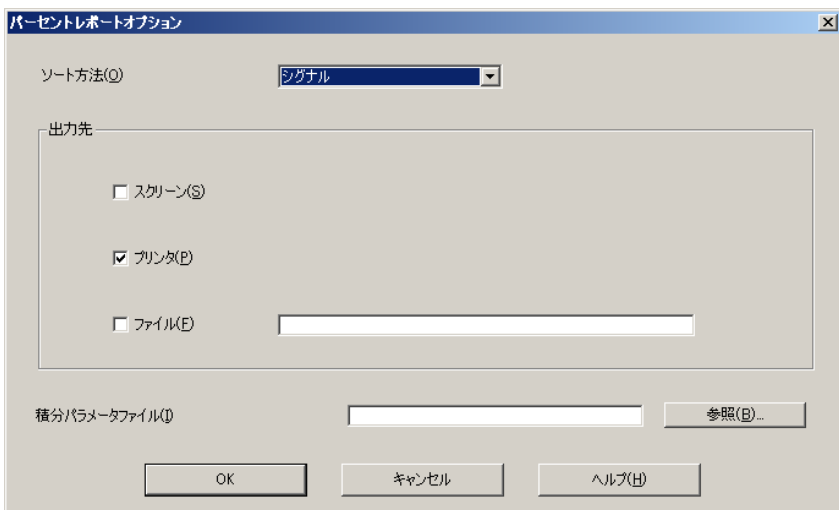 パーセントレポートオプション
ソート方法(O)
シグナル
出力先
スクリーン(S)
プリンタ(P)
ファイル(F)
積分パラメータファイル(I)
参照(B)...
OK
キャンセル
ヘルプ(H)